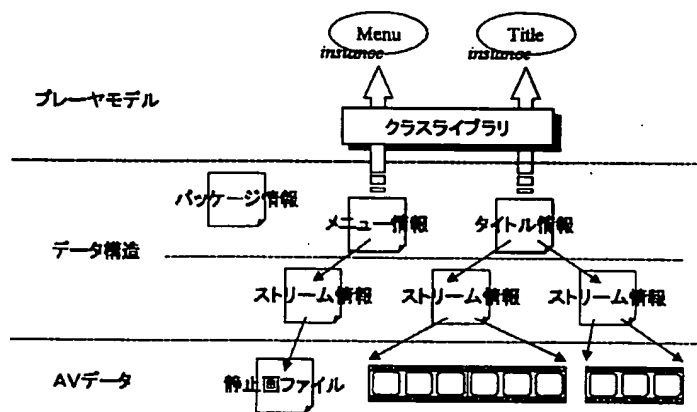 Menu
Title
instance
instance
プレーヤモデル
クラスライブラリ
パッケージ情報
メニュー情報
タイトル情報
データ構造
ストリーム情報
ストリーム情報
ストリーム情報
AVデータ
静止画ファイル